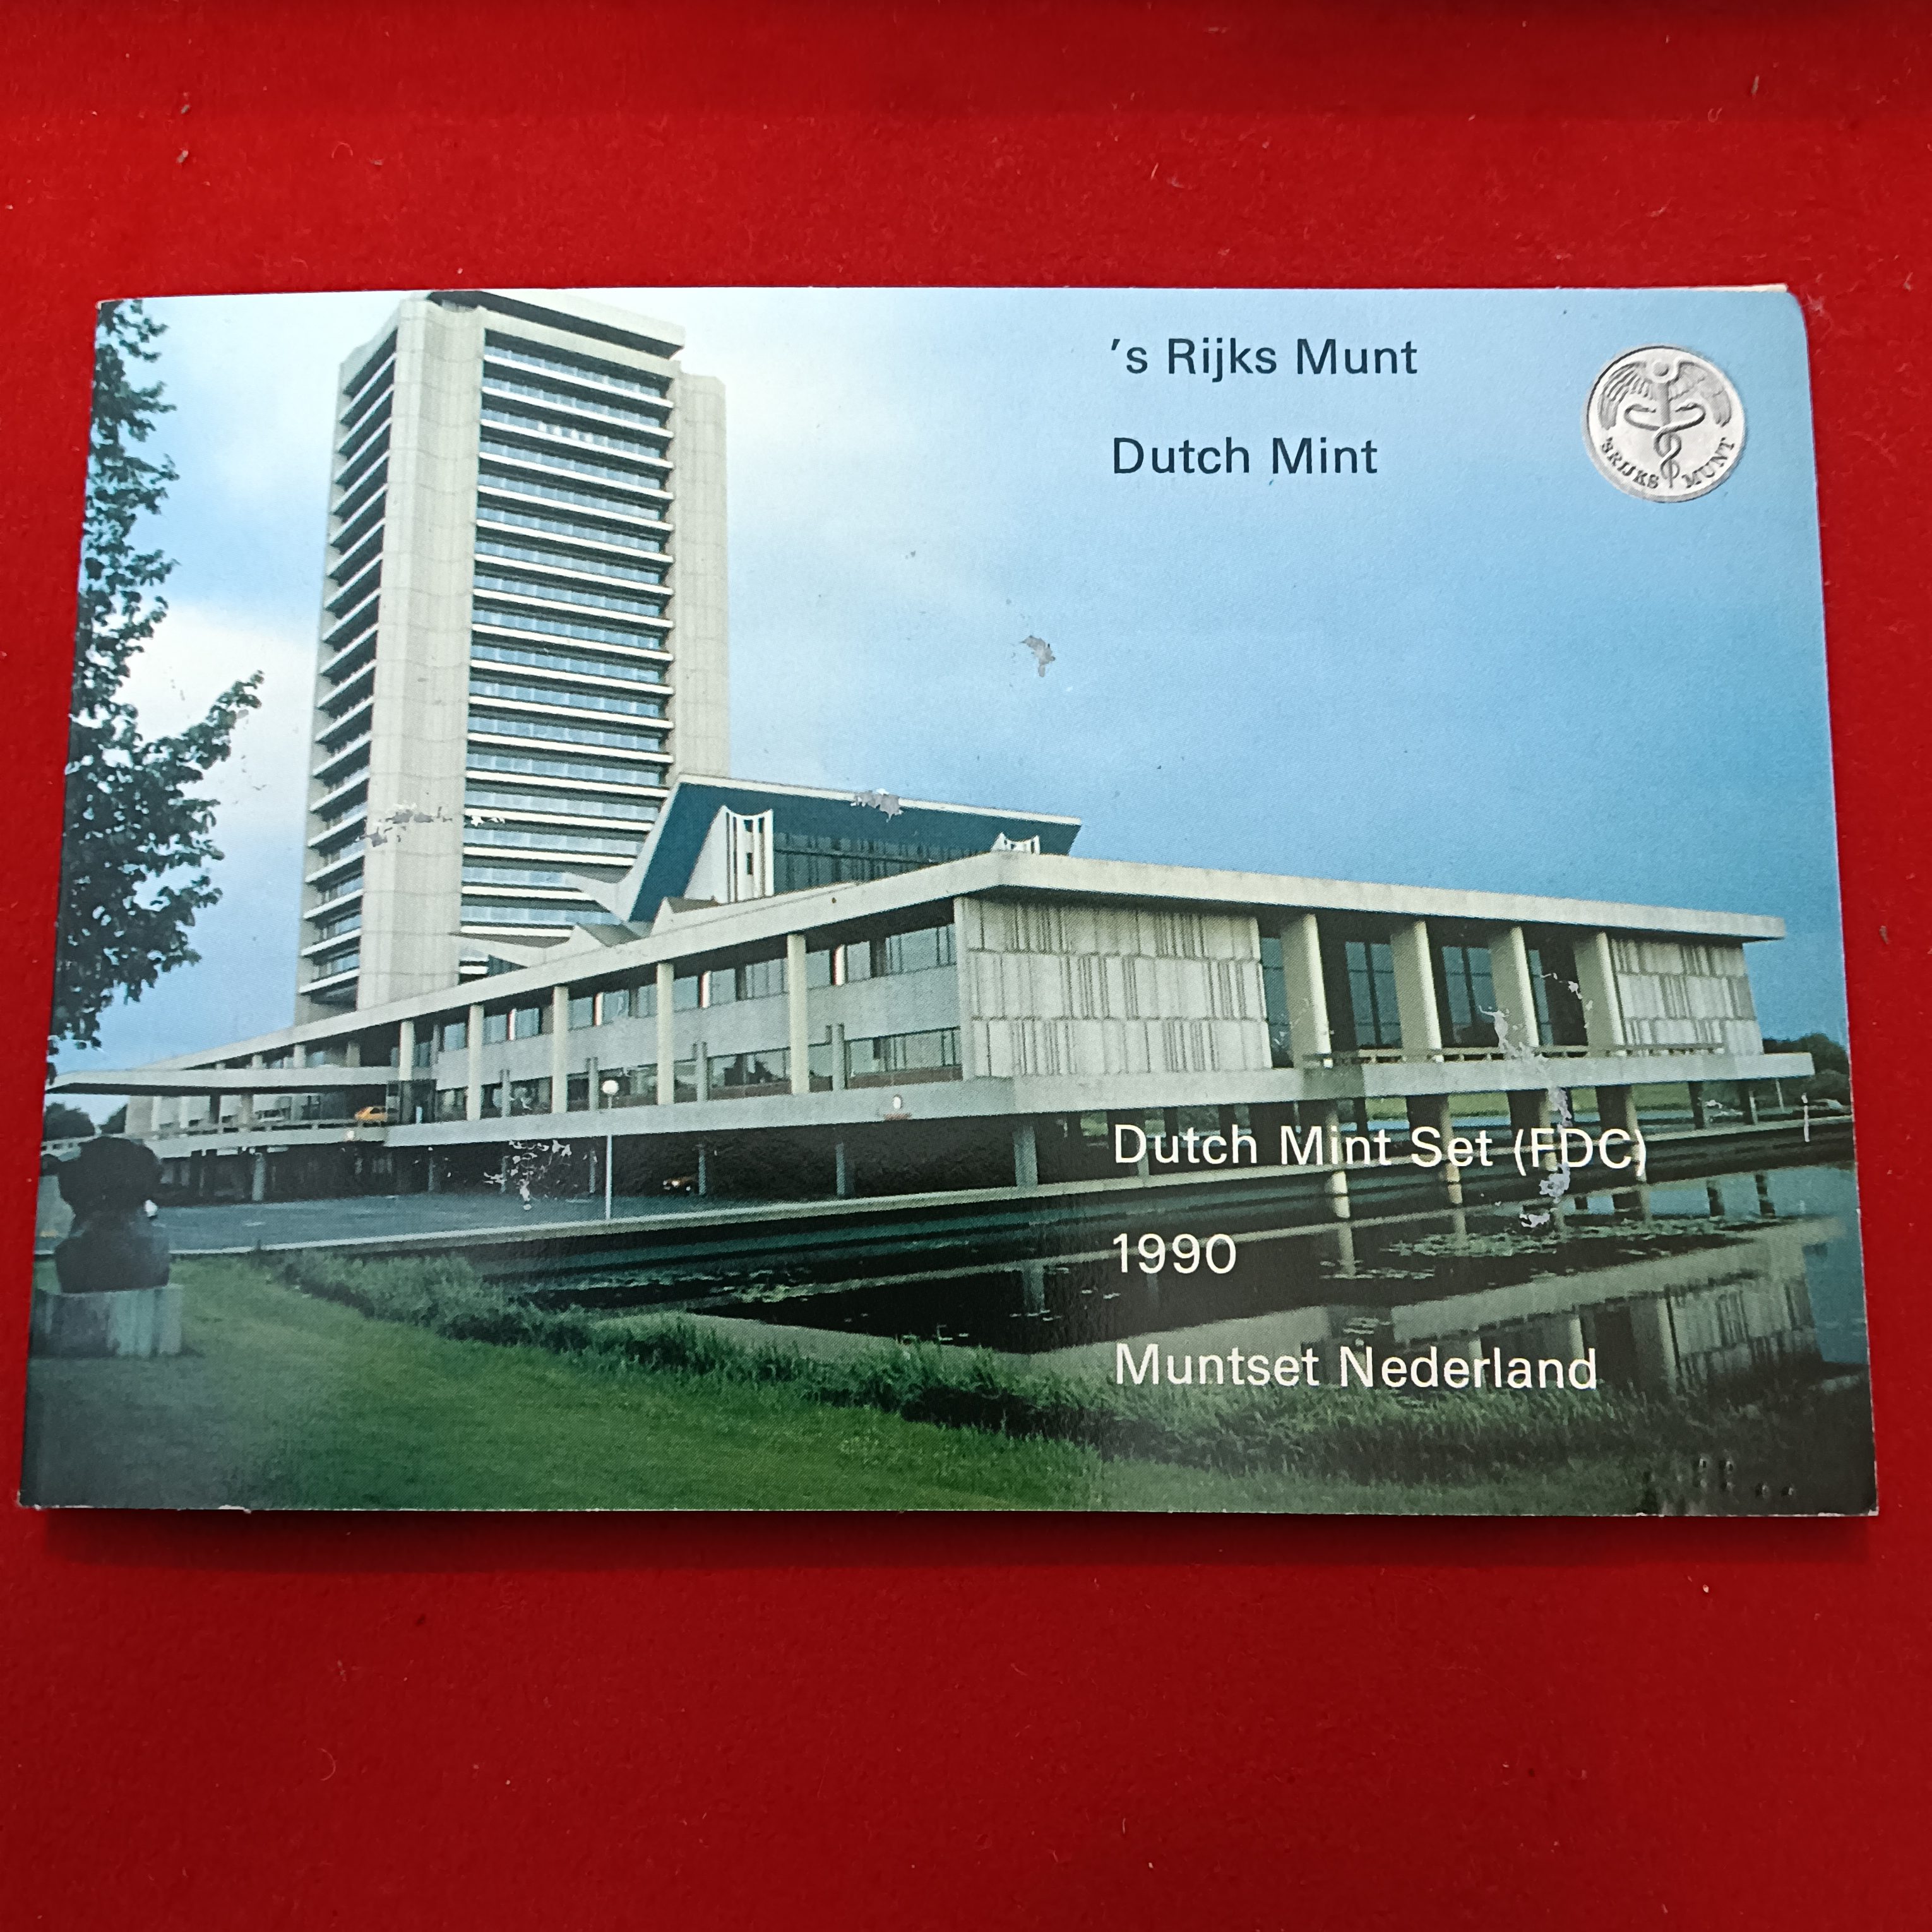 's Rijks Munt
Dutch Mint
'S RIJKS MUNT
Dutch Mint Set (FDC)
1990
Muntset Nederland